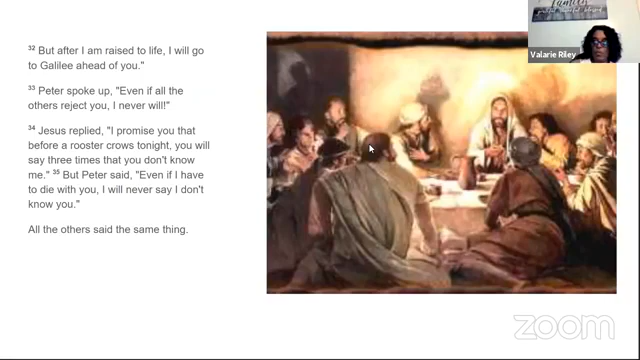 ³² But after I am raised to life, I will go
to Galilee ahead of you."
³³ Peter spoke up, "Even if all the
others reject you, I never will!"
³⁴ Jesus replied, "I promise you that
before a rooster crows tonight, you will
say three times that you don't know
me." ³⁵ But Peter said, "Even if I have
to die with you, I will never say I don't
know you."
All the others said the same thing.
Valarie Riley
zoom